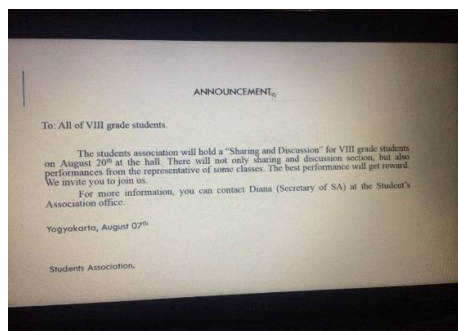 ANNOUNCEMENT
To: All of VIII grade students.
The students association will hold a "Sharing and Discussion" for VIII grade students
on August 20th at the hall. There will not only sharing and discussion section, but also
performances from the representative of some classes. The best performance will get reward.
We invite you to join us.
For more information, you can contact Diana (Secretary of SA) at the Student's
Association office.
Yogyakarta, August 07th
Students Association.